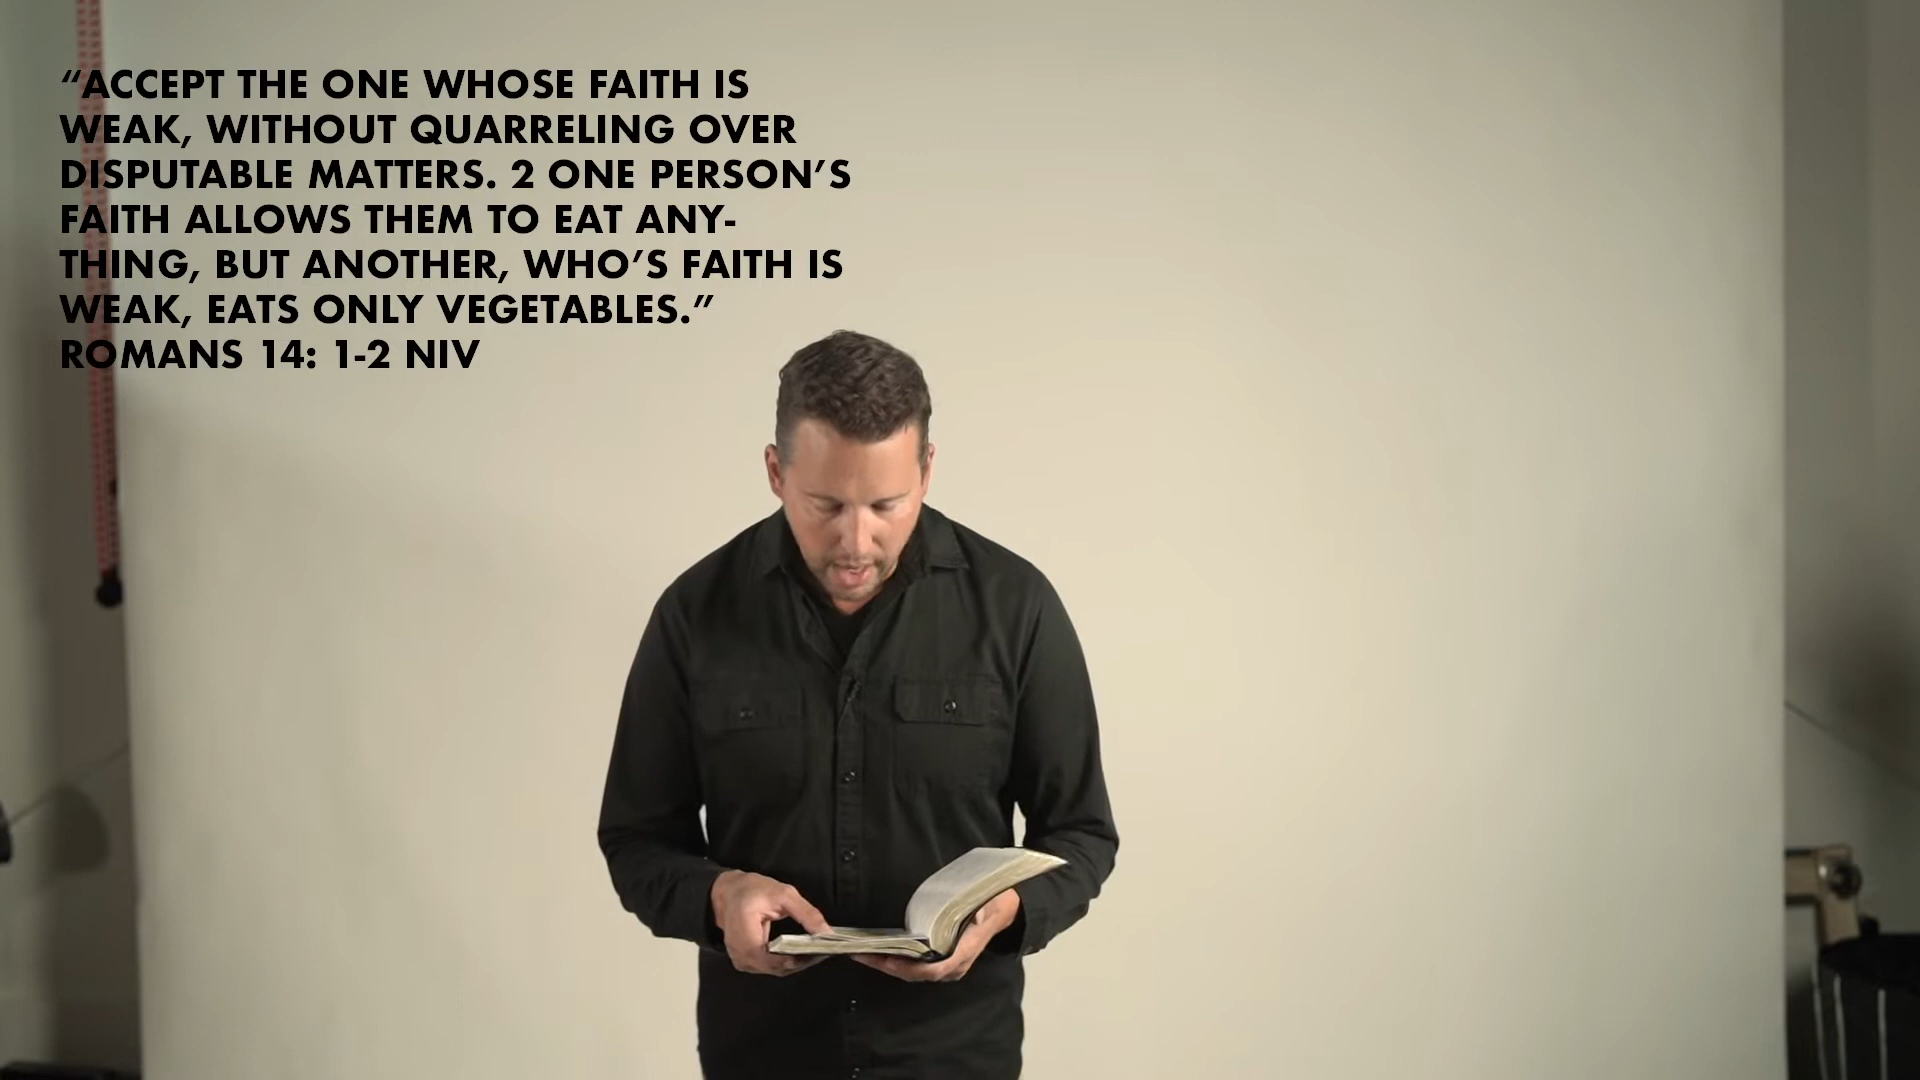 “ACCEPT THE ONE WHOSE FAITH IS
WEAK, WITHOUT QUARRELING OVER
DISPUTABLE MATTERS. 2 ONE PERSON’S
FAITH ALLOWS THEM TO EAT ANY-
THING, BUT ANOTHER, WHO’S FAITH IS
WEAK, EATS ONLY VEGETABLES.”
ROMANS 14: 1-2 NIV